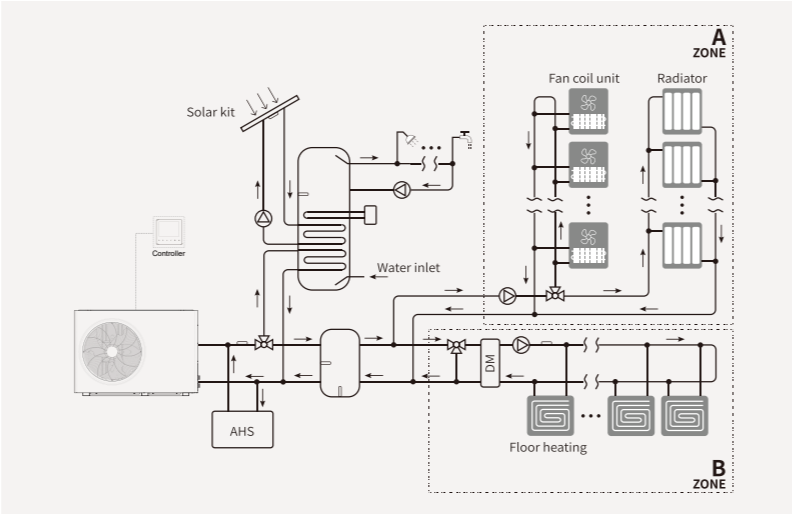 A
ZONE
Fan coil unit
Radiator
Solar kit
Controller
Water inlet
DM
AHS
Floor heating
B
ZONE